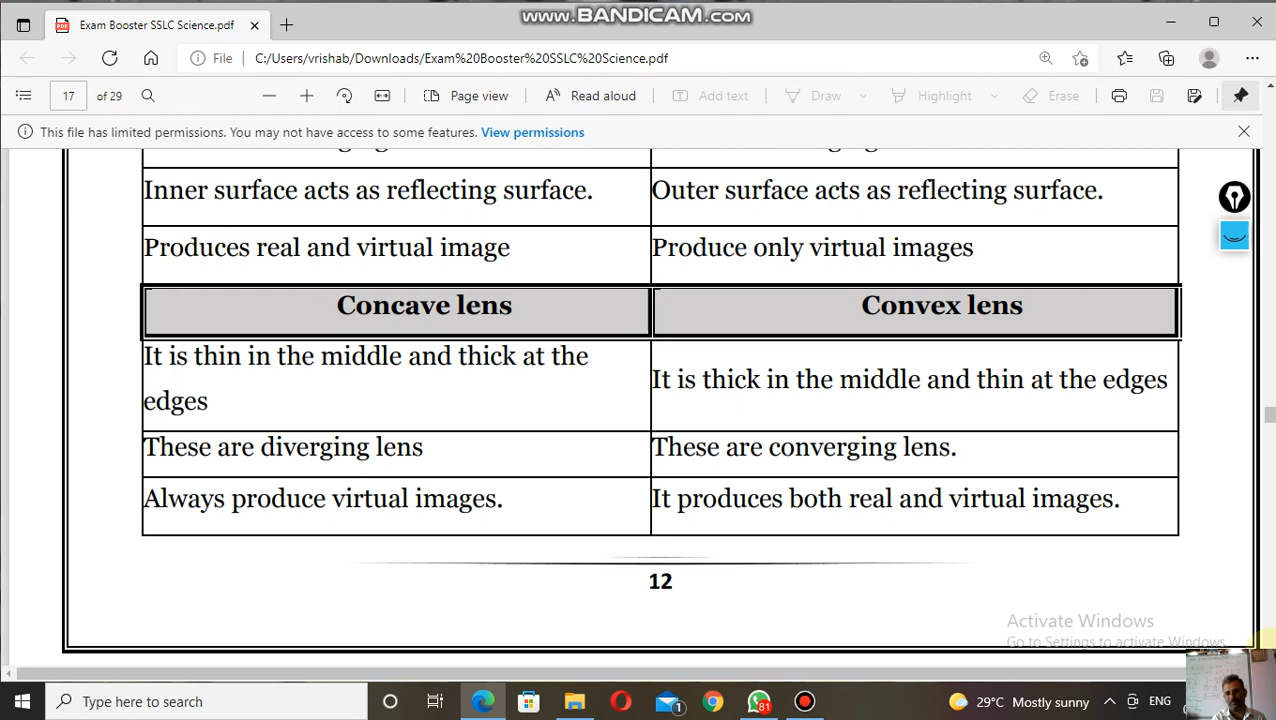 www.BANDICAM.com
Exam Booster SSLC Science.pdf
File C:/Users/vrishab/Downloads/Exam%20Booster%20SSLC%20Science.pdf
17 of 29 Page view Read aloud Add text Draw Highlight Erase
This file has limited permissions. You may not have access to some features. View permissions
Inner surface acts as reflecting surface. Outer surface acts as reflecting surface.
Produces real and virtual image Produce only virtual images
Concave lens Convex lens
It is thin in the middle and thick at the
edges
It is thick in the middle and thin at the edges
These are diverging lens These are converging lens.
Always produce virtual images. It produces both real and virtual images.
12
Activate Windows
Go to Settings to activate Windows.
Type here to search 1 81 29°C Mostly sunny ENG